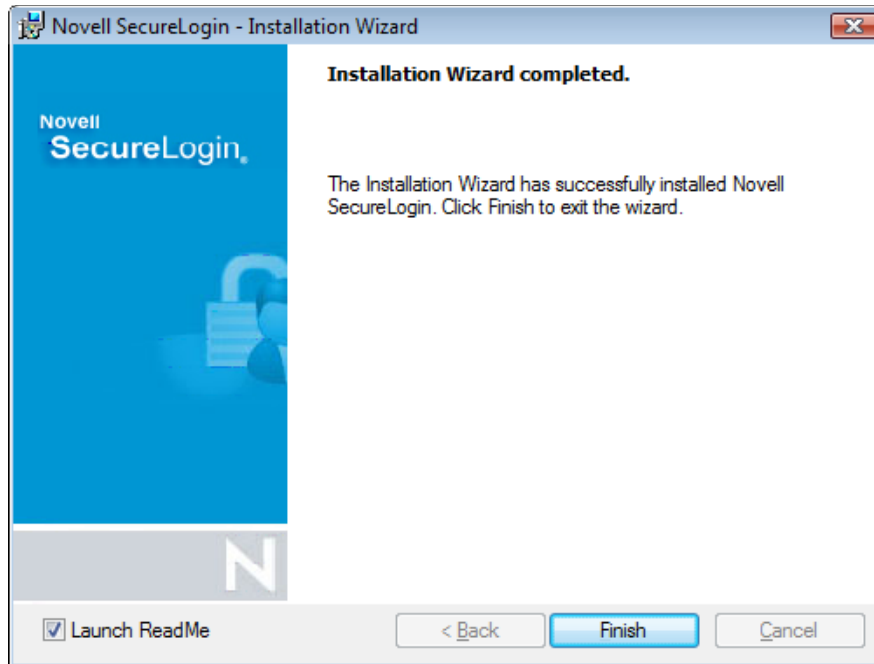 Novell SecureLogin - Installation Wizard
Installation Wizard completed.
Novell
SecureLogin®
The Installation Wizard has successfully installed Novell
SecureLogin. Click Finish to exit the wizard.
N
Launch ReadMe
< Back
Finish
Cancel